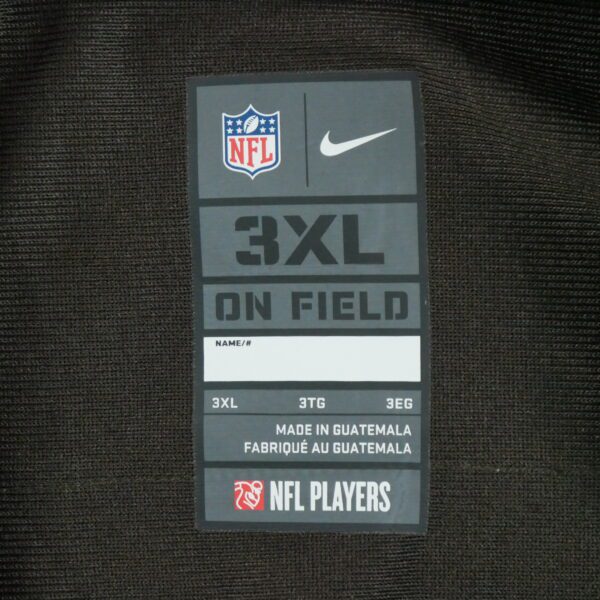 NFL
3XL
ON FIELD
NAME/#
3XL 3TG 3EG
MADE IN GUATEMALA
FABRIQUÉ AU GUATEMALA
NFL PLAYERS